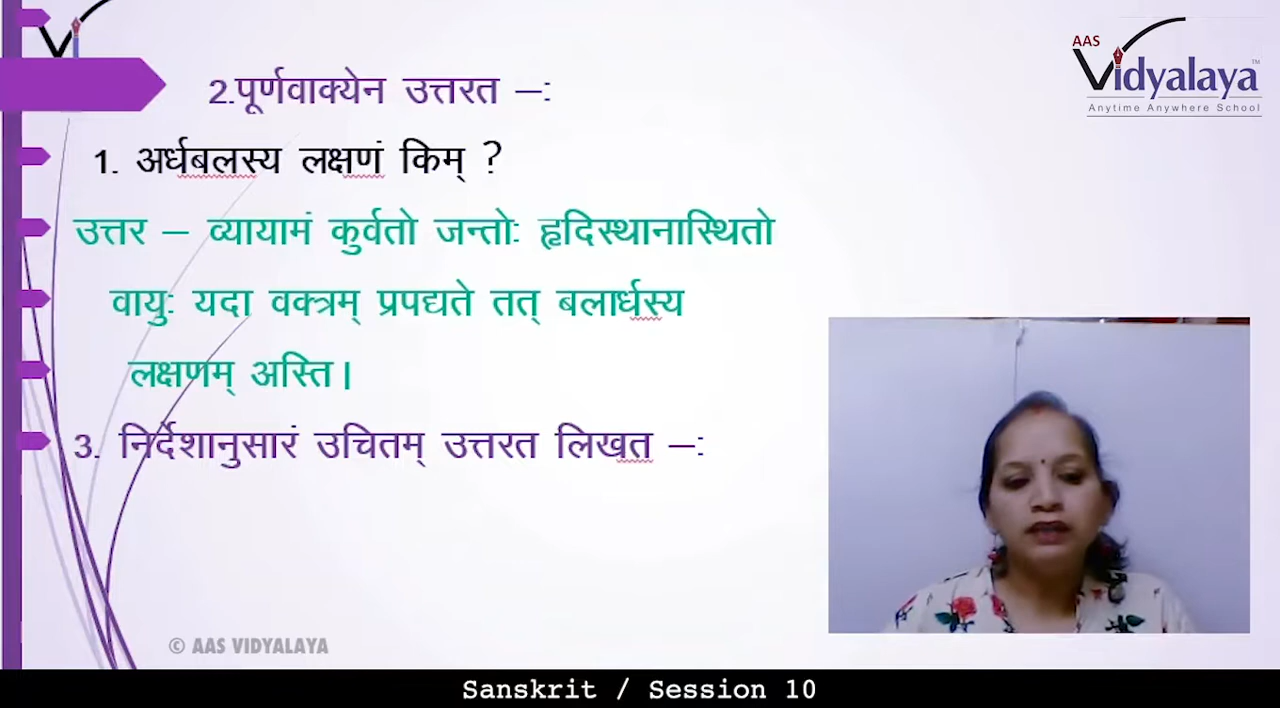 AAS
Vidyalaya
TM
Anytime Anywhere School
2.पूर्णवाक्येन उत्तरत –:
1. अर्धबलस्य लक्षणं किम् ?
उत्तर – व्यायामं कुर्वतो जन्तोः हृदिस्थानास्थितो
वायुः यदा वक्त्रम् प्रपद्यते तत् बलार्धस्य
लक्षणम् अस्ति।
3. निर्देशानुसारं उचितम् उत्तरत लिखत –:
© AAS VIDYALAYA
Sanskrit / Session 10